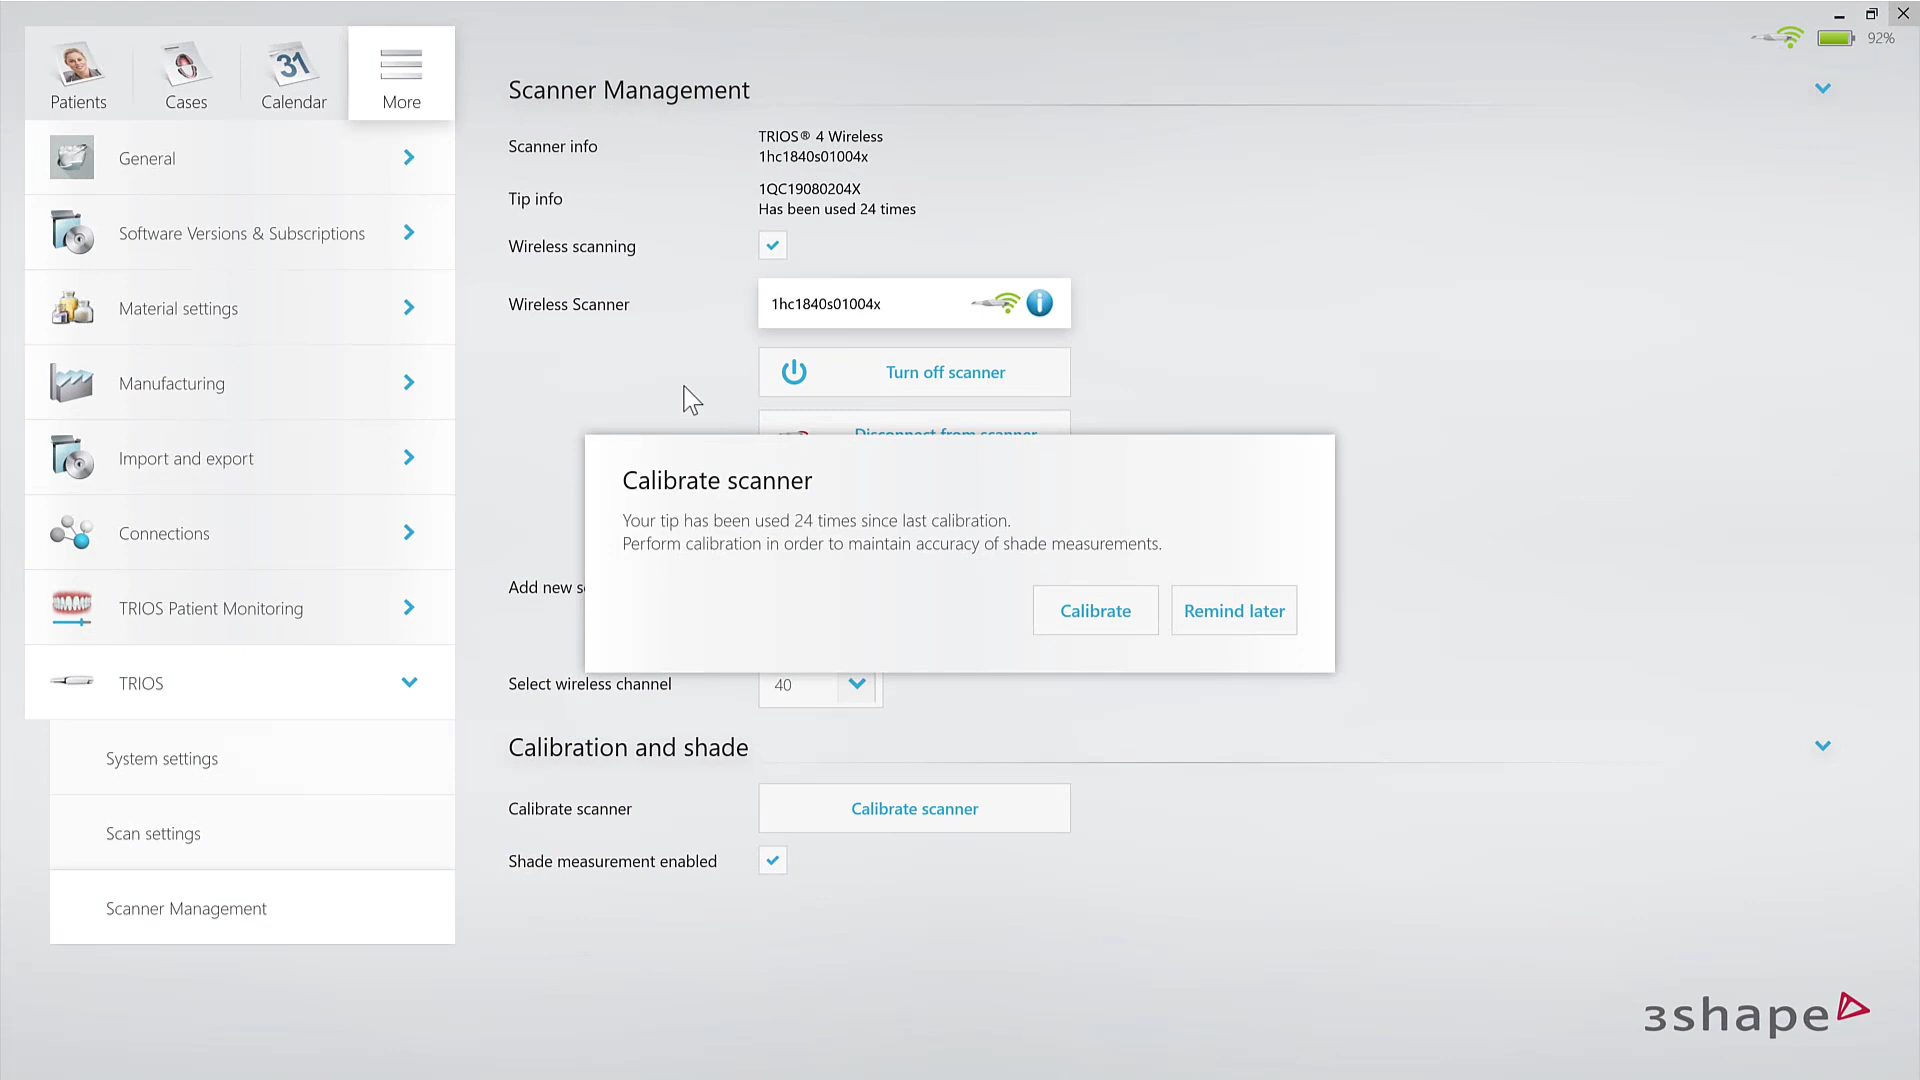 92%
Patients
Cases
31
Calendar
More
General
Software Versions & Subscriptions
Material settings
Manufacturing
Import and export
Connections
TRIOS Patient Monitoring
TRIOS
System settings
Scan settings
Scanner Management
Scanner Management
Scanner info
TRIOS® 4 Wireless
1hc1840s01004x
Tip info
1QC19080204X
Has been used 24 times
Wireless scanning
Wireless Scanner
1hc1840s01004x
i
Turn off scanner
Disconnect from scanner
Calibrate scanner
Your tip has been used 24 times since last calibration.
Perform calibration in order to maintain accuracy of shade measurements.
Calibrate
Remind later
Add new s
Select wireless channel
40
Calibration and shade
Calibrate scanner
Calibrate scanner
Shade measurement enabled
3shape